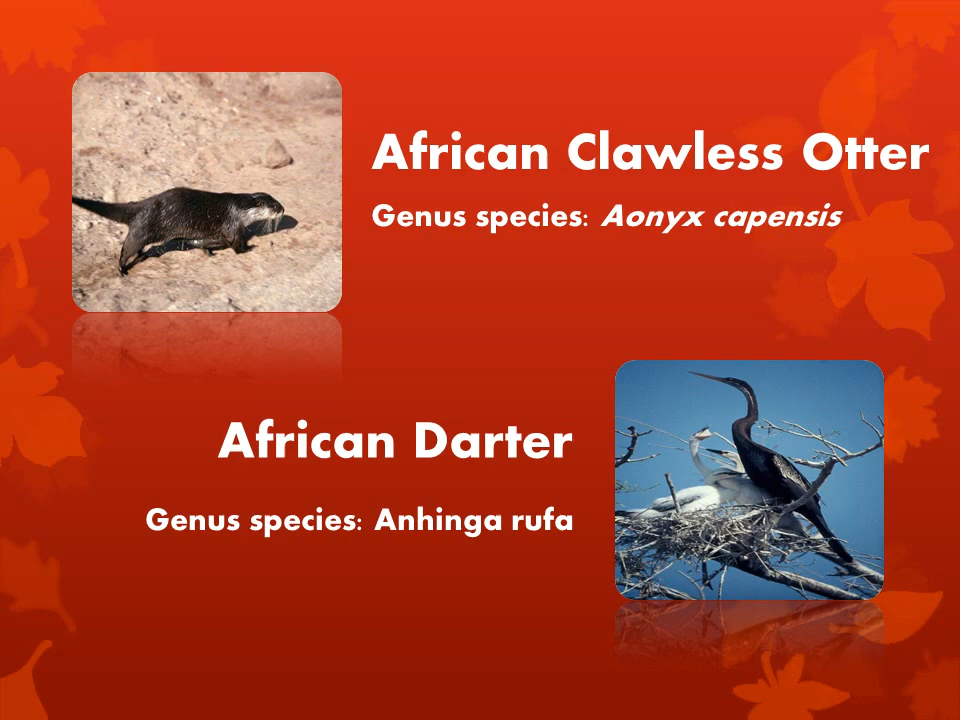 African Clawless Otter
Genus species: Aonyx capensis
African Darter
Genus species: Anhinga rufa